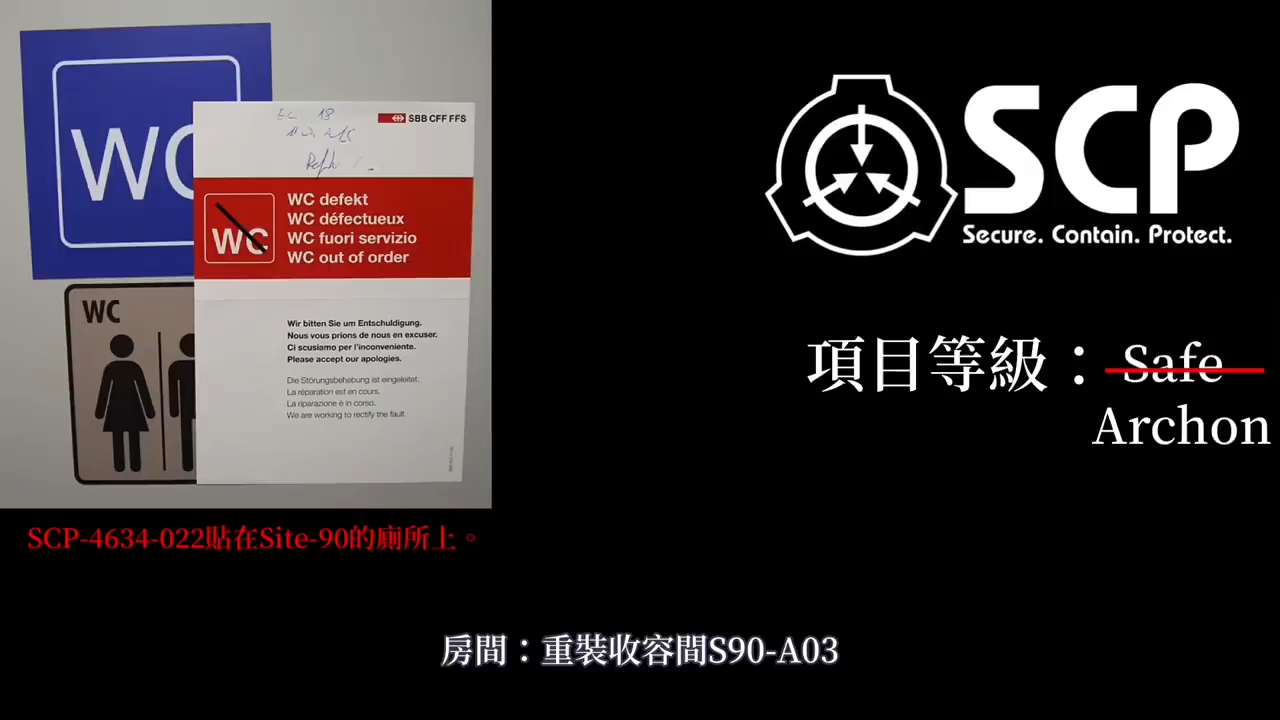 WC
SBB CFF FFS
EC 18
WC defekt
WC défectueux
WC fuori servizio
WC out of order
WC
WC
Wir bitten Sie um Entschuldigung.
Nous vous prions de nous en excuser.
Ci scusiamo per l'inconveniente.
Please accept our apologies.
Die Störungsbehebung ist eingeleitet.
La réparation est en cours.
La riparazione è in corso.
We are working to rectify the fault.
SCP-4634-022貼在Site-90的廁所上。
SCP
Secure. Contain. Protect.
項目等級：Safe
Archon
房間：重裝收容間S90-A03